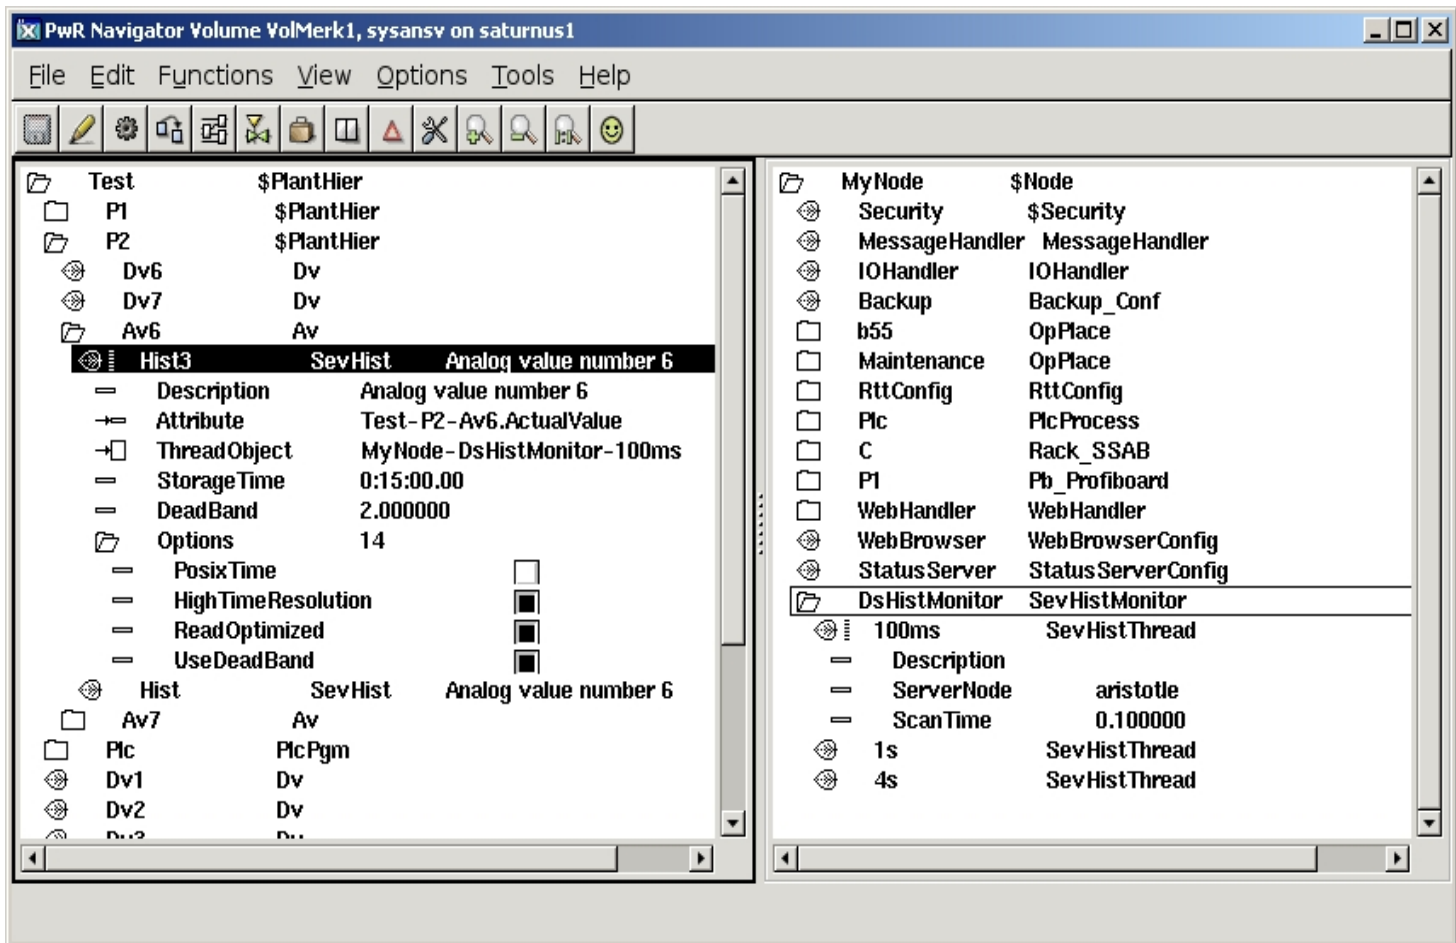 PwR Navigator Volume VolMerk1, sysansv on saturnus1
File Edit Functions View Options Tools Help
Test $PlantHier
P1 $PlantHier
P2 $PlantHier
Dv6 Dv
Dv7 Dv
Av6 Av
Hist3 SevHist Analog value number 6
Description Analog value number 6
Attribute Test-P2-Av6.ActualValue
ThreadObject MyNode-DsHistMonitor-100ms
StorageTime 0:15:00.00
DeadBand 2.000000
Options 14
PosixTime
HighTimeResolution
ReadOptimized
UseDeadBand
Hist SevHist Analog value number 6
Av7 Av
Plc PlcPgm
Dv1 Dv
Dv2 Dv
MyNode $Node
Security $Security
MessageHandler MessageHandler
IOHandler IOHandler
Backup Backup_Conf
b55 OpPlace
Maintenance OpPlace
RttConfig RttConfig
Plc PlcProcess
C Rack_SSAB
P1 Pb_Profiboard
WebHandler WebHandler
WebBrowser WebBrowserConfig
StatusServer StatusServerConfig
DsHistMonitor SevHistMonitor
100ms SevHistThread
Description
ServerNode aristotle
ScanTime 0.100000
1s SevHistThread
4s SevHistThread